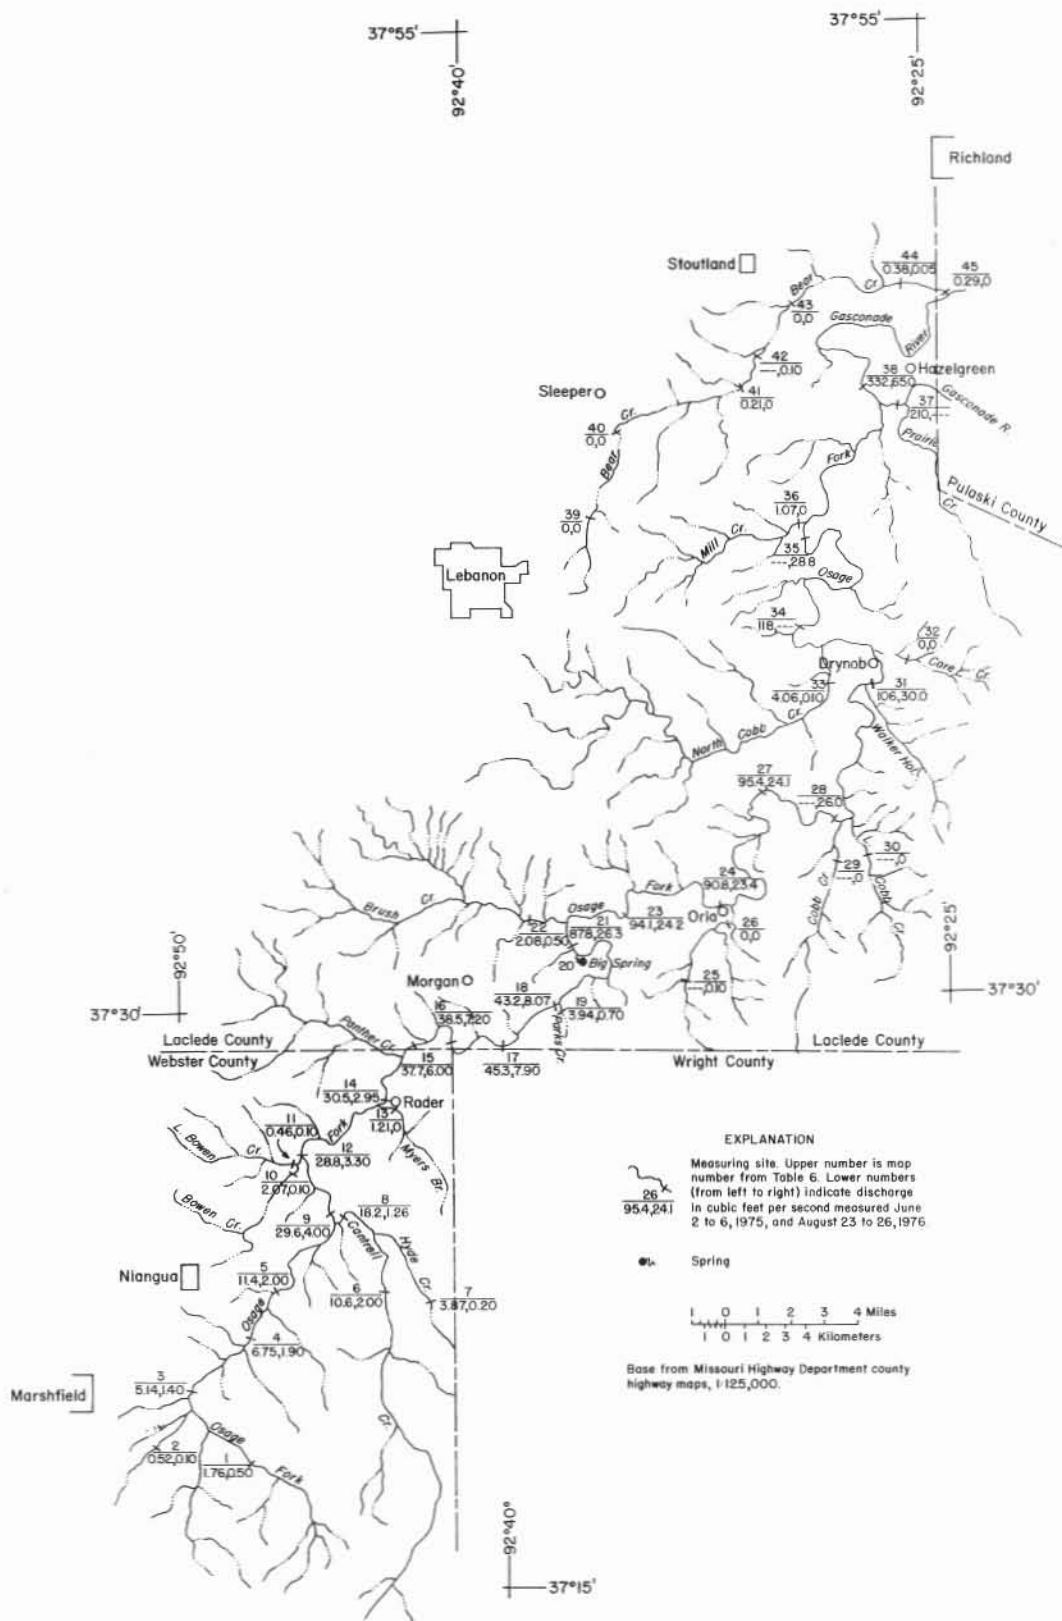 37°55'
92°40'
37°55'
92°25'
Richland
Stoutland
44
0.38,0.05
45
0.29,0
Bear
Cr.
43
0,0
Gasconade
River
42
---,0.10
38
332,65.0
Hazelgreen
Sleeper
41
0.21,0
37
210,---
Gasconade R.
Cr.
40
0,0
Bear
Prairie
Fork
Pulaski County
Cr.
36
1.07,0
39
0,0
Mill Cr.
35
---,28.8
Lebanon
Osage
34
118,---
32
0,0
Core Cr.
Drynob
33
4.06,0.10
31
106,30.0
North Cobb Cr.
Walker Hol.
27
95.4,24.1
28
---,26.0
30
---,0
29
---,0
Cobb Cr.
Cobb Cr.
24
90.8,23.4
Fork
Brush Cr.
Osage
23
94.1,24.2
Orla
26
0,0
22
2.08,0.50
21
87.8,26.3
92°50'
92°25'
20
Big Spring
Morgan
18
43.2,8.07
25
---,0.10
19
3.94,0.70
37°30'
37°30'
16
38.5,7.20
Panther Cr.
Parks Cr.
Laclede County
Laclede County
Webster County
Wright County
15
37.7,6.00
17
45.3,7.90
14
30.5,2.95
Rader
13
1.21,0
11
0.46,0.10
Fork
L. Bowen Cr.
12
28.8,3.30
Myers Br.
10
2.07,0.10
8
18.2,1.26
Bowen Cr.
9
29.6,4.00
Cantrell
Hyde Cr.
5
11.4,2.00
Niangua
6
10.6,2.00
7
3.87,0.20
Osage
4
6.75,1.90
3
5.14,1.40
Marshfield
Cr.
Osage Fork
2
0.52,0.10
1
1.76,0.50
92°40'
37°15'
EXPLANATION
26
95.4,24.1
Measuring site. Upper number is map
number from Table 6. Lower numbers
(from left to right) indicate discharge
in cubic feet per second measured June
2 to 6, 1975, and August 23 to 26, 1976
Spring
1 0 1 2 3 4 Miles
1 0 1 2 3 4 Kilometers
Base from Missouri Highway Department county
highway maps, 1:125,000.